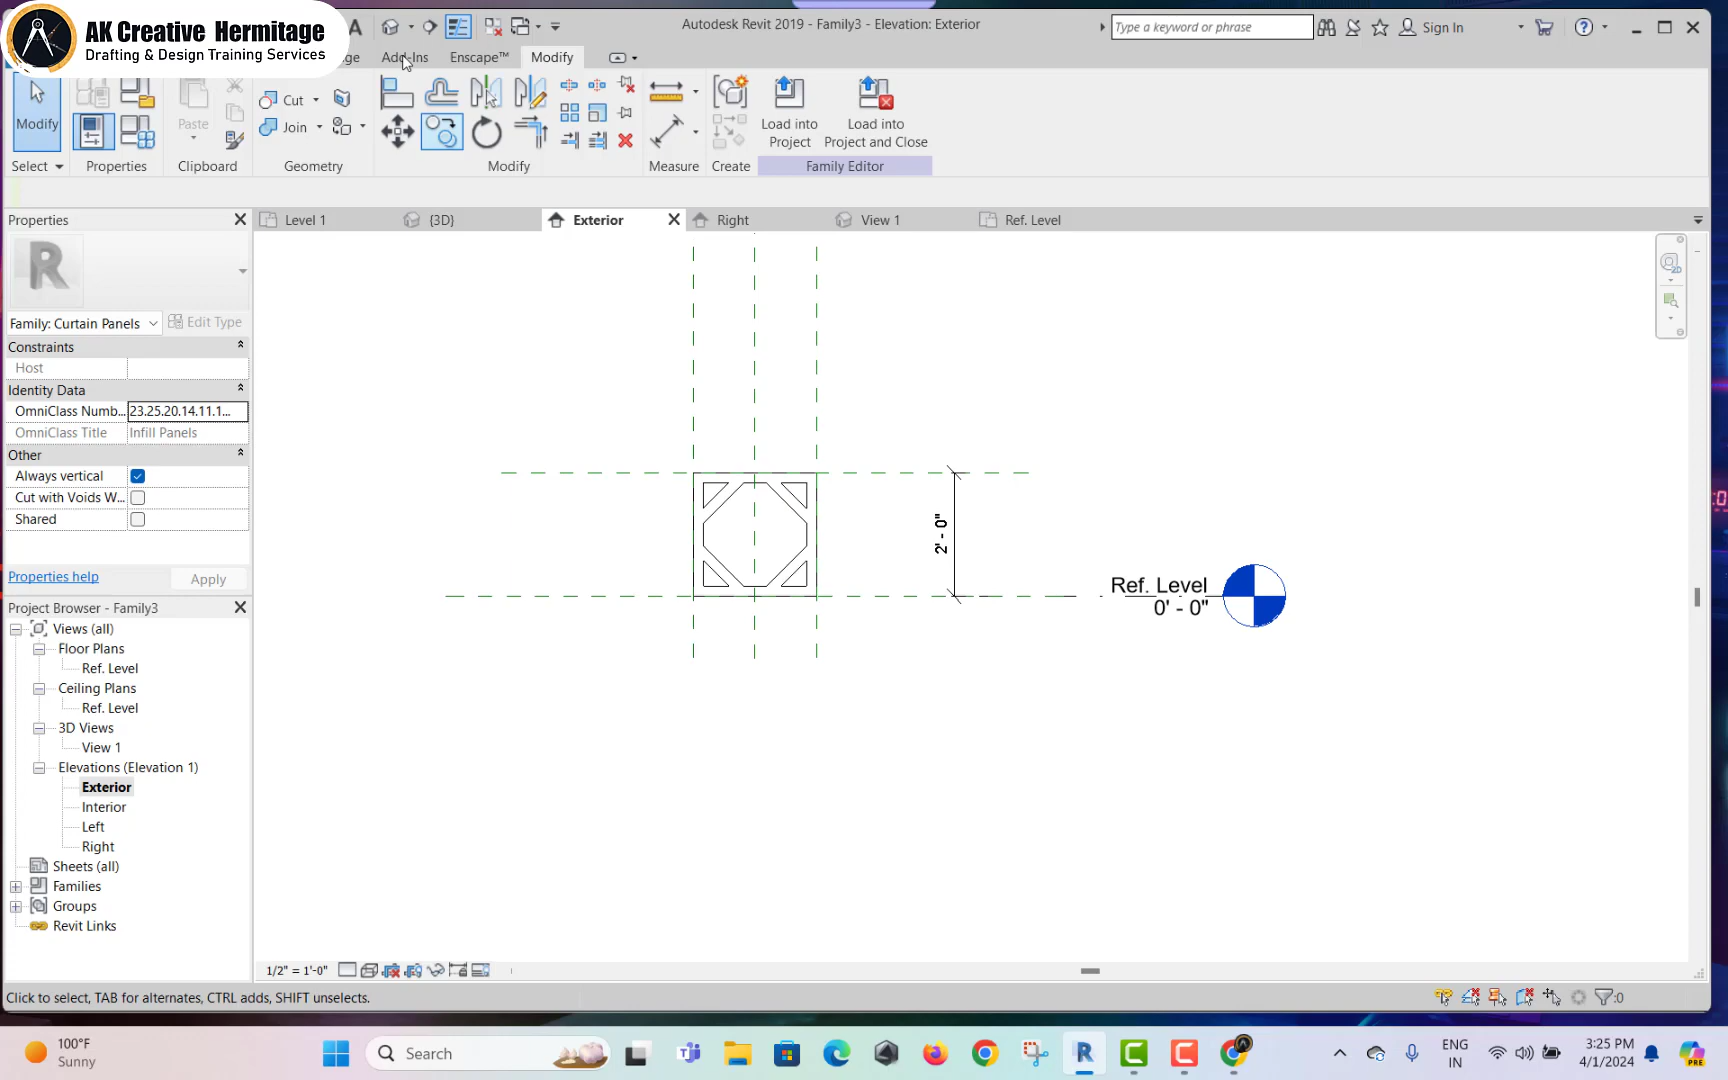 AK Creative Hermitage
Drafting & Design Training Services
A
Autodesk Revit 2019 - Family3 - Elevation: Exterior
Type a keyword or phrase
Sign In
Add-Ins
Enscape™
Modify
Modify
Paste
Cut
Join
Load into Project
Load into Project and Close
Select
Properties
Clipboard
Geometry
Modify
Measure
Create
Family Editor
Properties
Level 1
{3D}
Exterior
Right
View 1
Ref. Level
R
Family: Curtain Panels
Edit Type
Constraints
Host
Identity Data
OmniClass Numb... 23.25.20.14.11.1...
OmniClass Title Infill Panels
Other
Always vertical
Cut with Voids W...
Shared
Properties help
Apply
2' - 0"
Ref. Level
0' - 0"
Project Browser - Family3
Views (all)
Floor Plans
Ref. Level
Ceiling Plans
Ref. Level
3D Views
View 1
Elevations (Elevation 1)
Exterior
Interior
Left
Right
Sheets (all)
Families
Groups
Revit Links
1/2" = 1'-0"
Click to select, TAB for alternates, CTRL adds, SHIFT unselects.
:0
100°F
Sunny
Search
ENG
IN
3:25 PM
4/1/2024
PRE